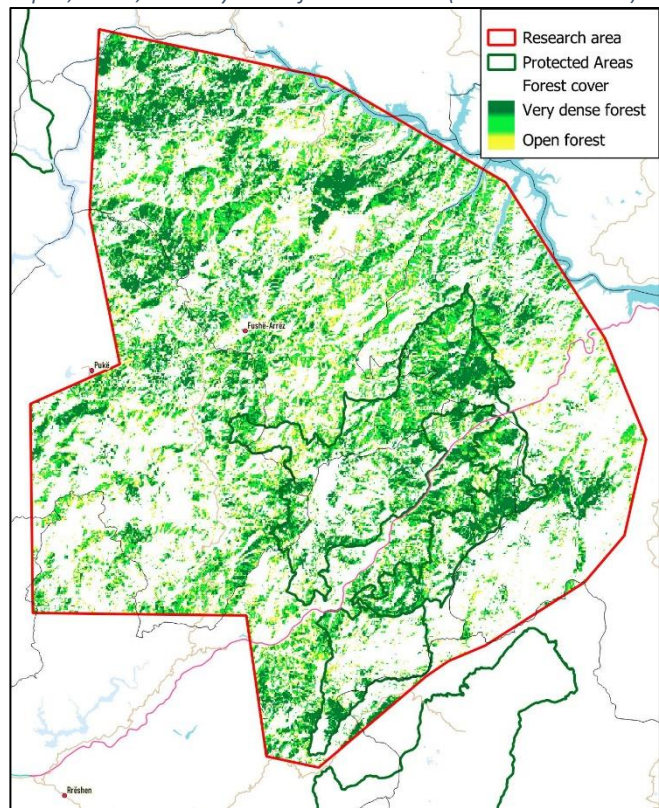 Research area
Protected Areas
Forest cover
Very dense forest
Open forest
Fushë-Arrëz
Pukë
Rrëshen